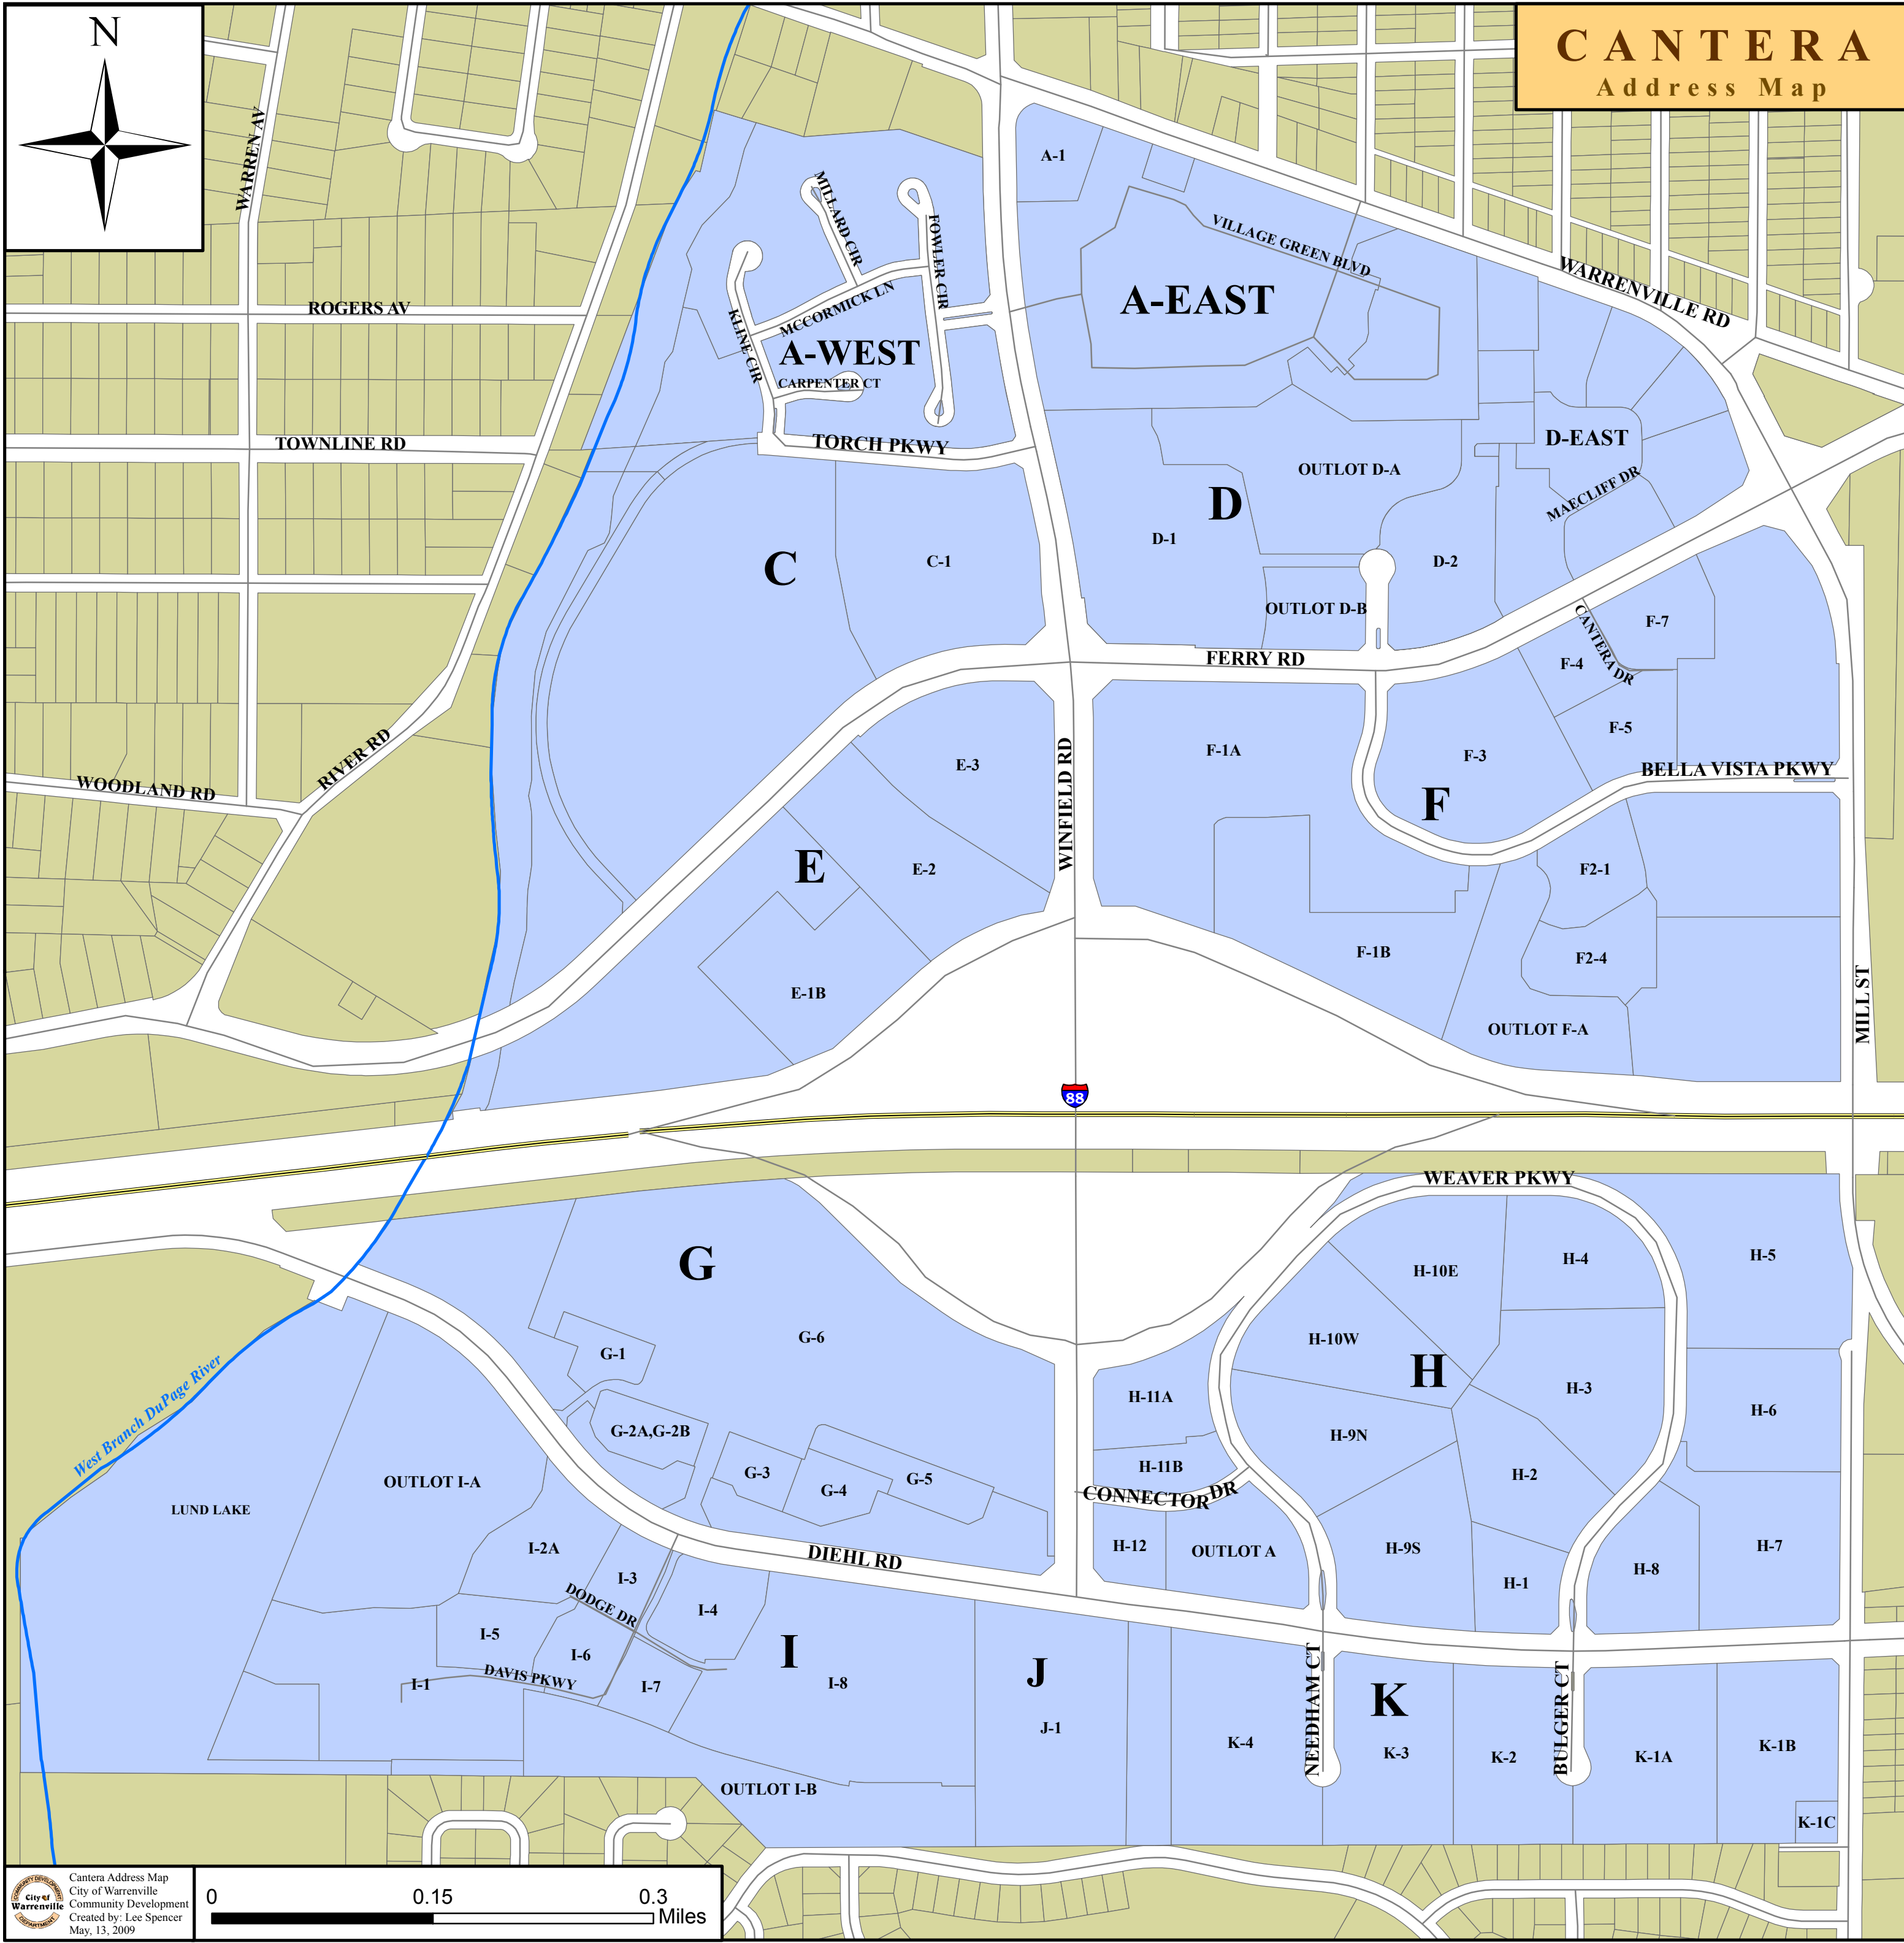 N
CANTERA
Address Map
WARREN AV
A-1
MILLARD CIR
FOWLER CIR
VILLAGE GREEN BLVD
WARRENVILLE RD
ROGERS AV
MCCORMICK LN
KLINE CIR
A-WEST
A-EAST
CARPENTER CT
TOWNLINE RD
TORCH PKWY
OUTLOT D-A
D-EAST
MAECLIFF DR
D
D-1
D-2
C
C-1
OUTLOT D-B
CANTERA DR
F-7
FERRY RD
F-4
F-5
RIVER RD
WOODLAND RD
E-3
WINFIELD RD
F-1A
F-3
BELLA VISTA PKWY
F
E
E-2
F2-1
F-1B
F2-4
E-1B
OUTLOT F-A
MILL ST
88
WEAVER PKWY
G
H-10E
H-4
H-5
G-6
H-10W
G-1
H
H-3
H-11A
H-6
G-2A,G-2B
H-9N
West Branch DuPage River
OUTLOT I-A
G-3
G-4
G-5
H-11B
H-2
CONNECTOR DR
LUND LAKE
I-2A
DIEHL RD
H-12
OUTLOT A
H-9S
H-7
I-3
H-1
H-8
DODGE DR
I-4
I-5
I-6
I
J
I-1
DAVIS PKWY
I-7
I-8
NEEDHAM CT
K
BULGER CT
J-1
K-4
K-3
K-2
K-1A
K-1B
OUTLOT I-B
K-1C
COMMUNITY DEVELOPMENT
City of
Warrenville
DEPARTMENT
Cantera Address Map
City of Warrenville
Community Development
Created by: Lee Spencer
May, 13, 2009
0 0.15 0.3
Miles